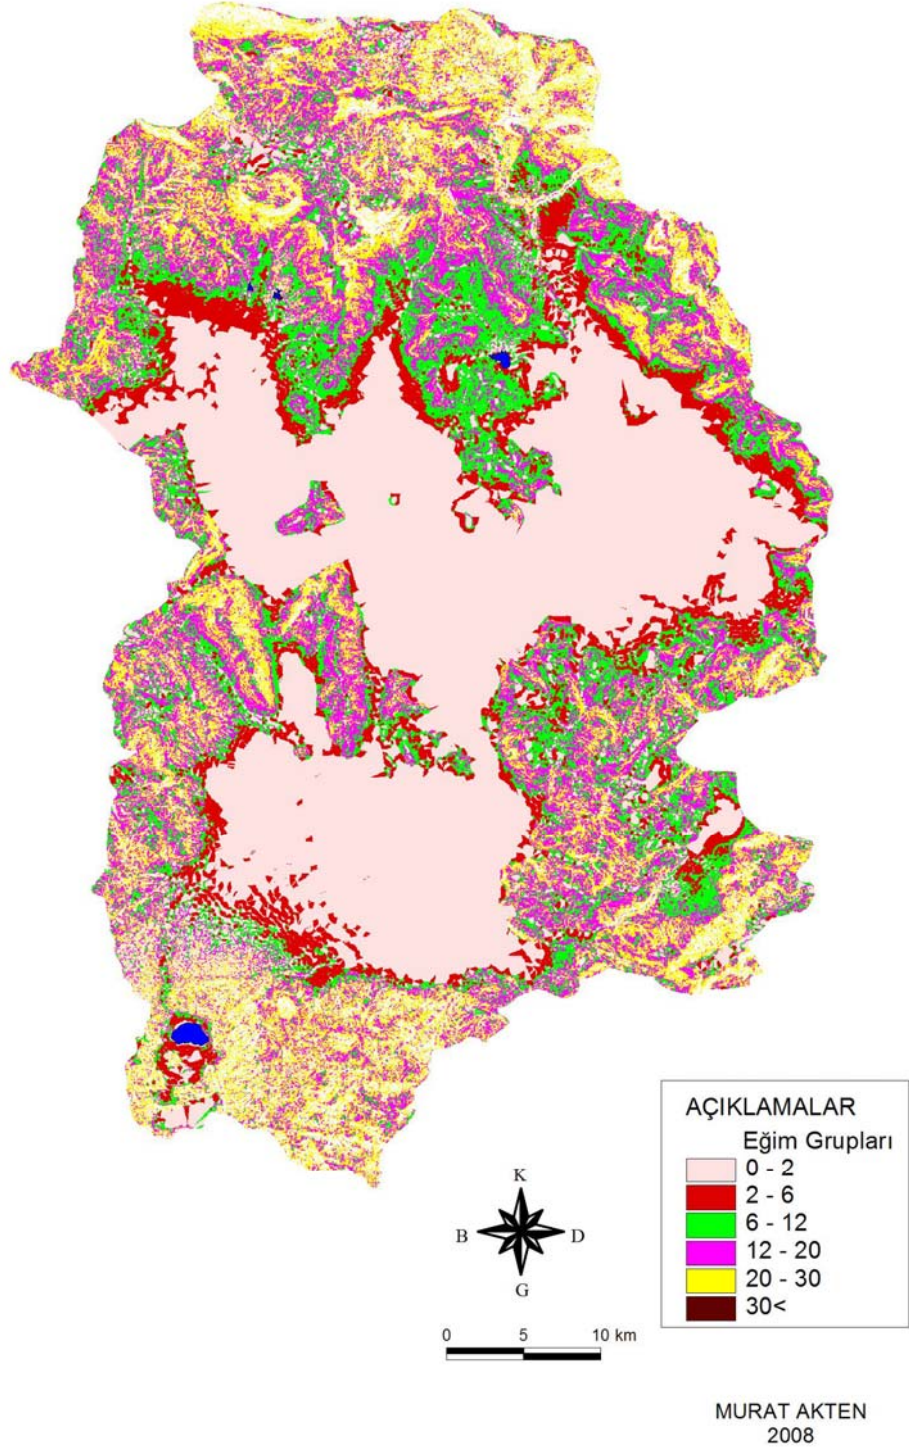 AÇIKLAMALAR
Eğim Grupları
0 - 2
2 - 6
6 - 12
12 - 20
20 - 30
30<
K
B D
G
0 5 10 km
MURAT AKTEN
2008